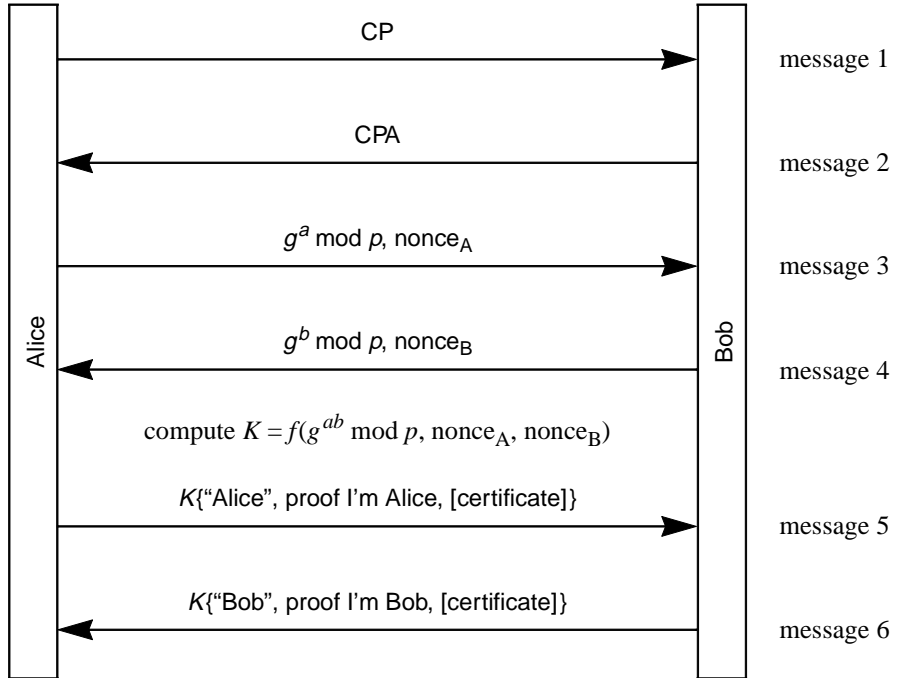 CP
message 1
CPA
message 2
g^a mod p, nonce_A
message 3
Alice
Bob
g^b mod p, nonce_B
message 4
compute K = f(g^ab mod p, nonce_A, nonce_B)
K{“Alice”, proof I’m Alice, [certificate]}
message 5
K{“Bob”, proof I’m Bob, [certificate]}
message 6